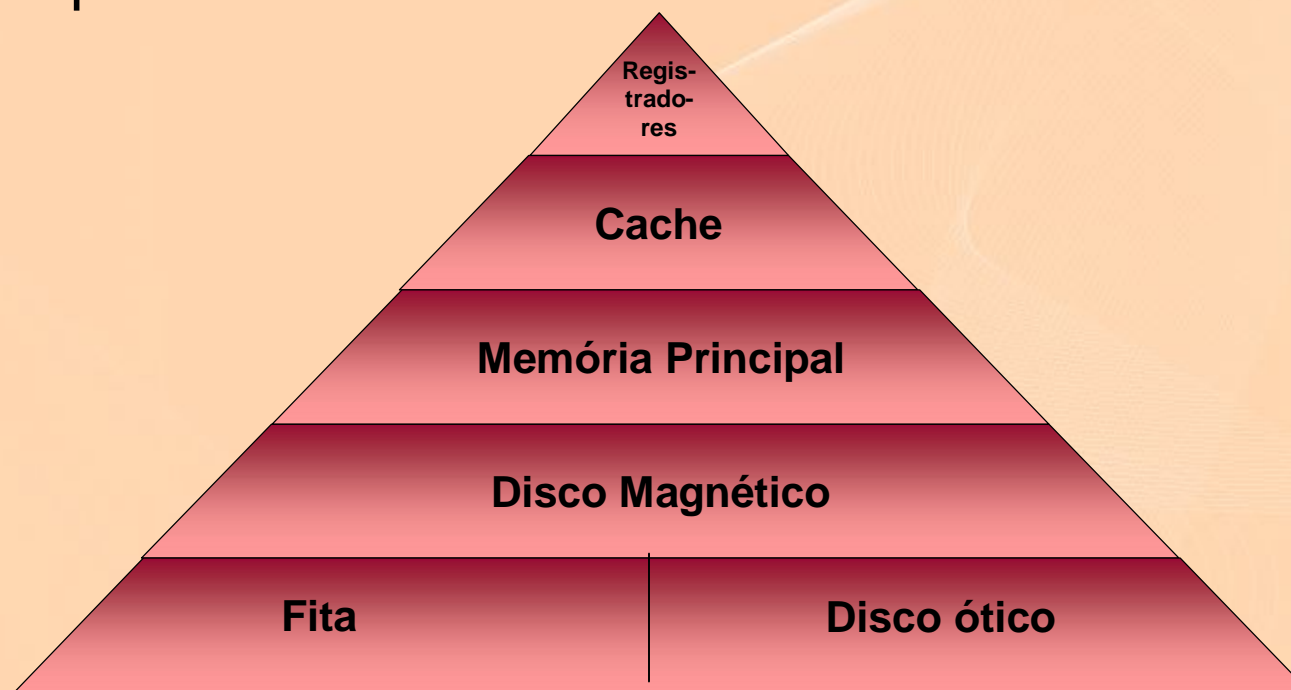 Regis-
trado-
res
Cache
Memória Principal
Disco Magnético
Fita
Disco ótico